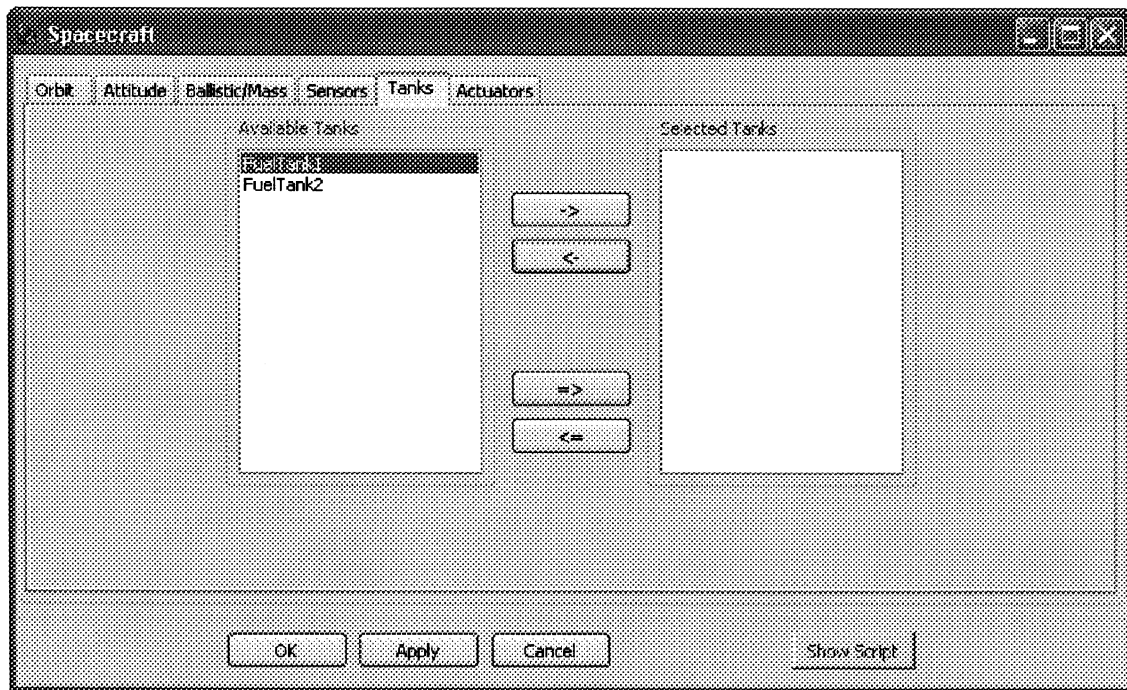 Spacecraft
Orbit Attitude Ballistic/Mass Sensors Tanks Actuators
Available Tanks Selected Tanks
FuelTank1
FuelTank2
->
<-
=>
<=
OK Apply Cancel Show Script